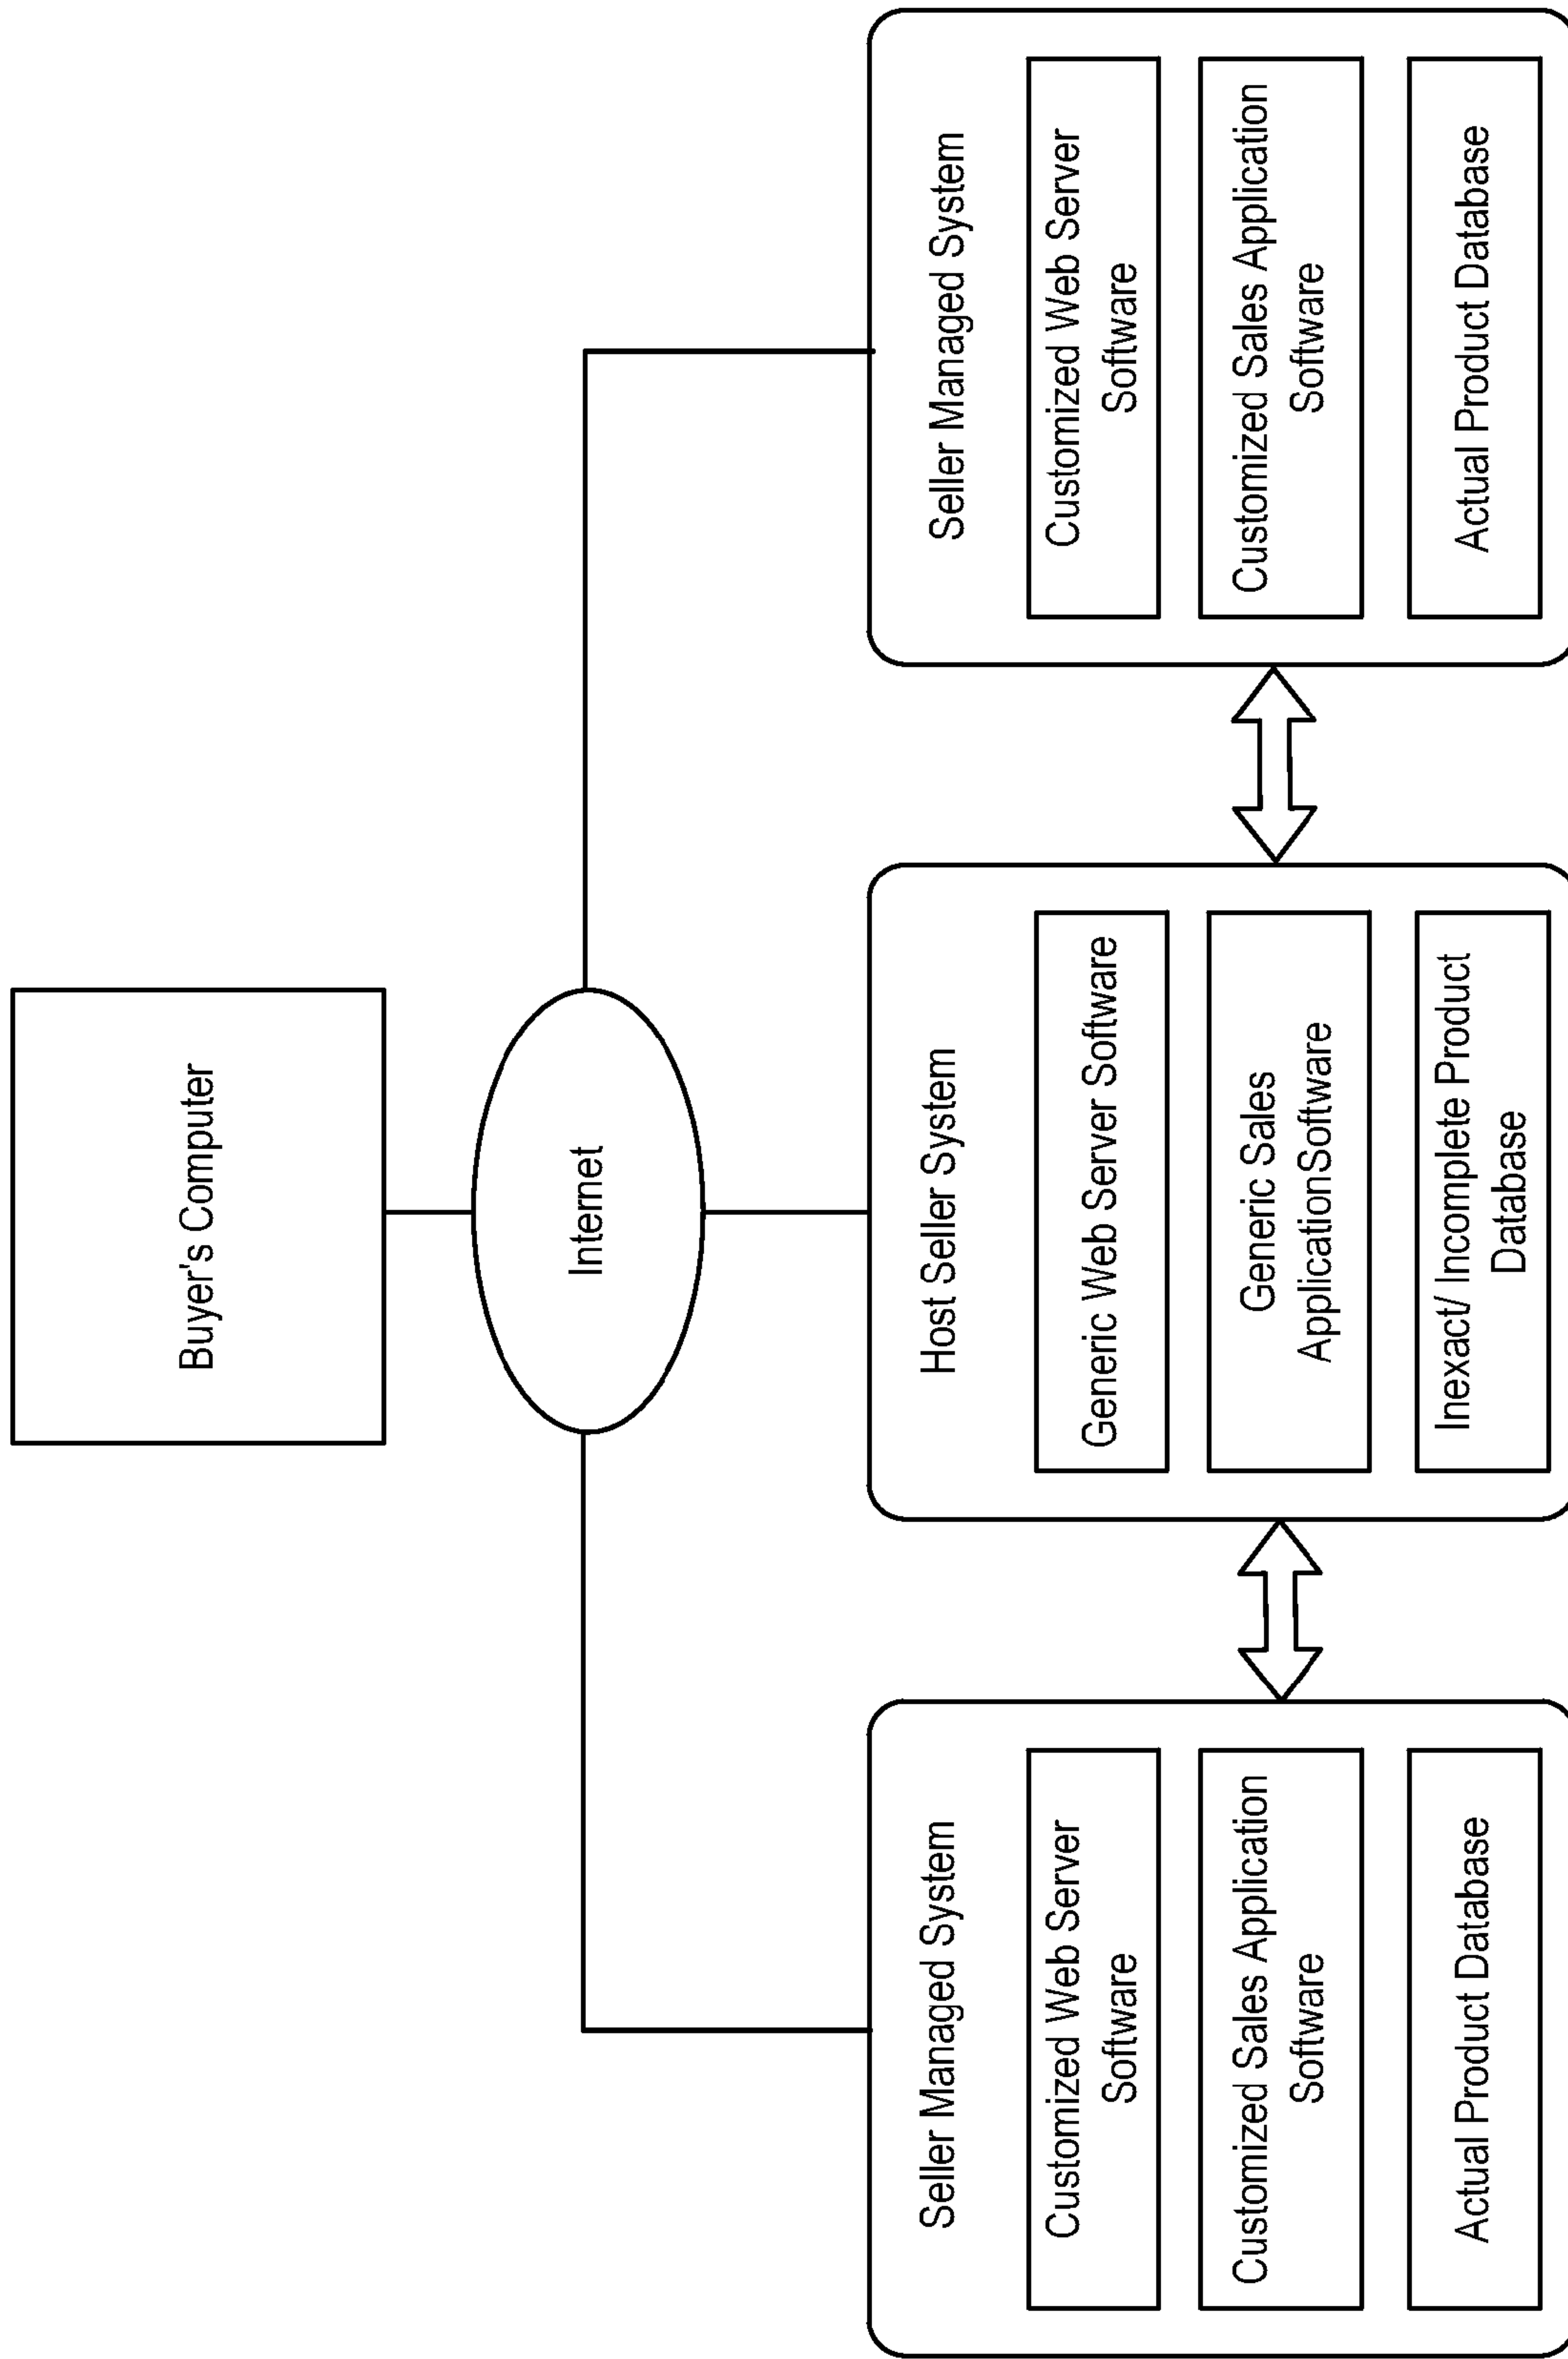 Buyer's Computer
Internet
Seller Managed System
Customized Web Server
Software
Customized Sales Application
Software
Actual Product Database
Host Seller System
Generic Web Server Software
Generic Sales
ApplicationSoftware
Inexact/ Incomplete Product
Database
Seller Managed System
Customized Web Server
Software
Customized Sales Application
Software
Actual Product Database